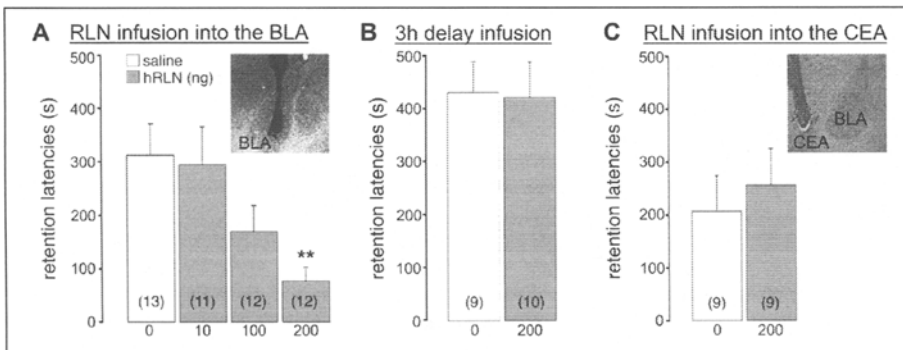 A RLN infusion into the BLA
500
400
300
200
100
0
retention latencies (s)
saline
hRLN (ng)
BLA
**
(13) (11) (12) (12)
0 10 100 200
B 3h delay infusion
500
400
300
200
100
0
retention latencies (s)
(9) (10)
0 200
C RLN infusion into the CEA
500
400
300
200
100
0
retention latencies (s)
BLA
CEA
(9) (9)
0 200